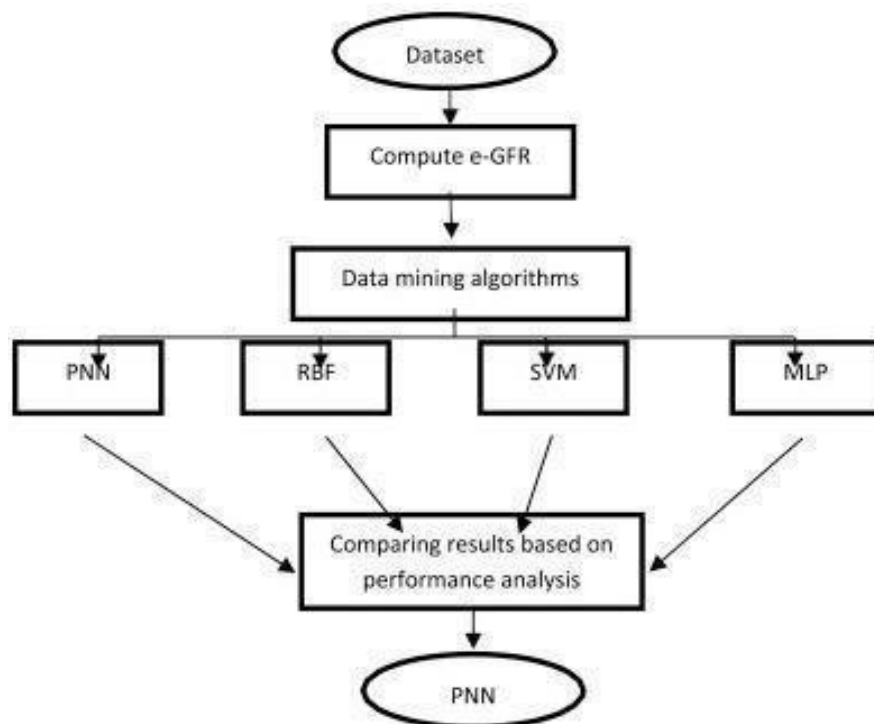 Dataset
Compute e-GFR
Data mining algorithms
PNN
RBF
SVM
MLP
Comparing results based on
performance analysis
PNN